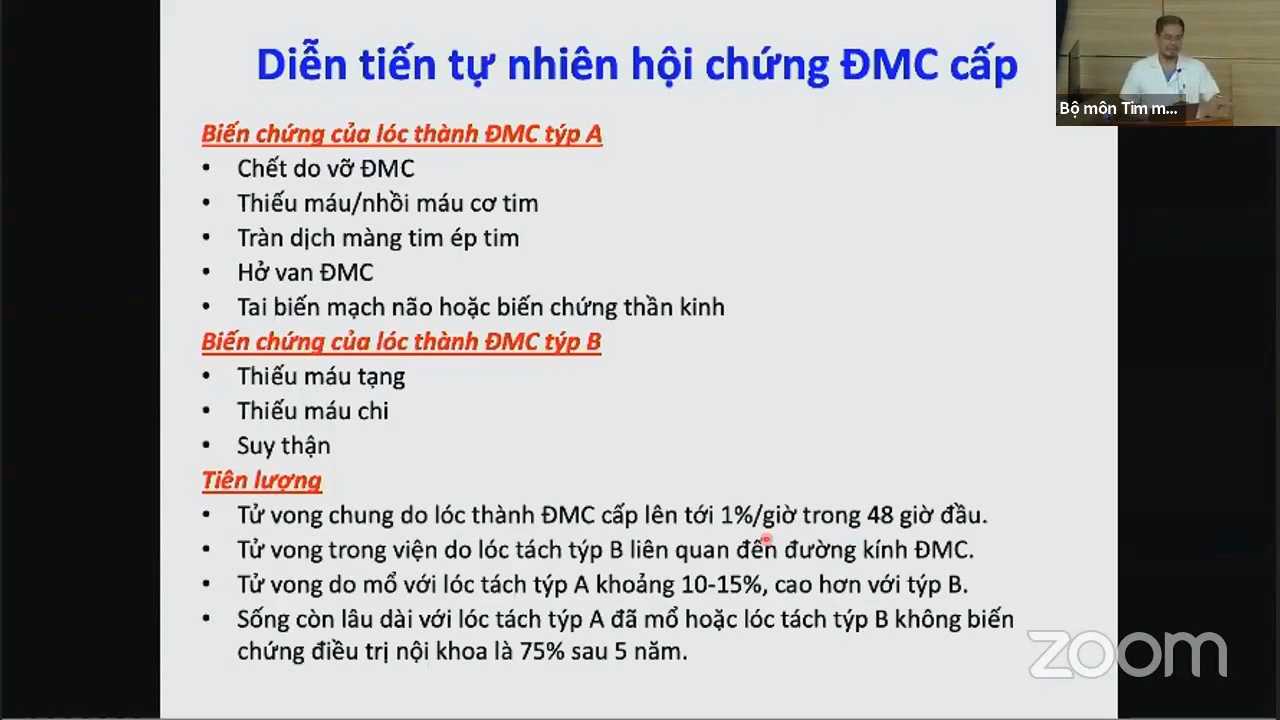 Diễn tiến tự nhiên hội chứng ĐMC cấp
Bộ môn Tim m...
Biến chứng của lóc thành ĐMC týp A
• Chết do vỡ ĐMC
• Thiếu máu/nhồi máu cơ tim
• Tràn dịch màng tim ép tim
• Hở van ĐMC
• Tai biến mạch não hoặc biến chứng thần kinh
Biến chứng của lóc thành ĐMC týp B
• Thiếu máu tạng
• Thiếu máu chi
• Suy thận
Tiên lượng
• Tử vong chung do lóc thành ĐMC cấp lên tới 1%/giờ trong 48 giờ đầu.
• Tử vong trong viện do lóc tách týp B liên quan đến đường kính ĐMC.
• Tử vong do mổ với lóc tách týp A khoảng 10-15%, cao hơn với týp B.
• Sống còn lâu dài với lóc tách týp A đã mổ hoặc lóc tách týp B không biến
chứng điều trị nội khoa là 75% sau 5 năm.
zoom